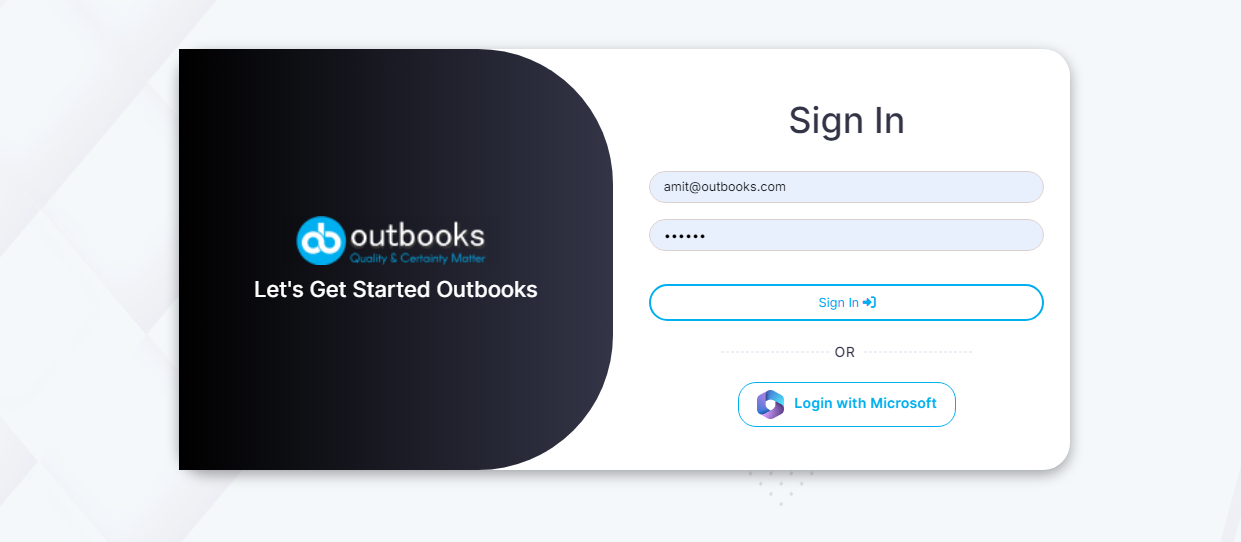 outbooks
Quality & Certainty Matter
Let's Get Started Outbooks
Sign In
amit@outbooks.com
••••••
Sign In
OR
Login with Microsoft